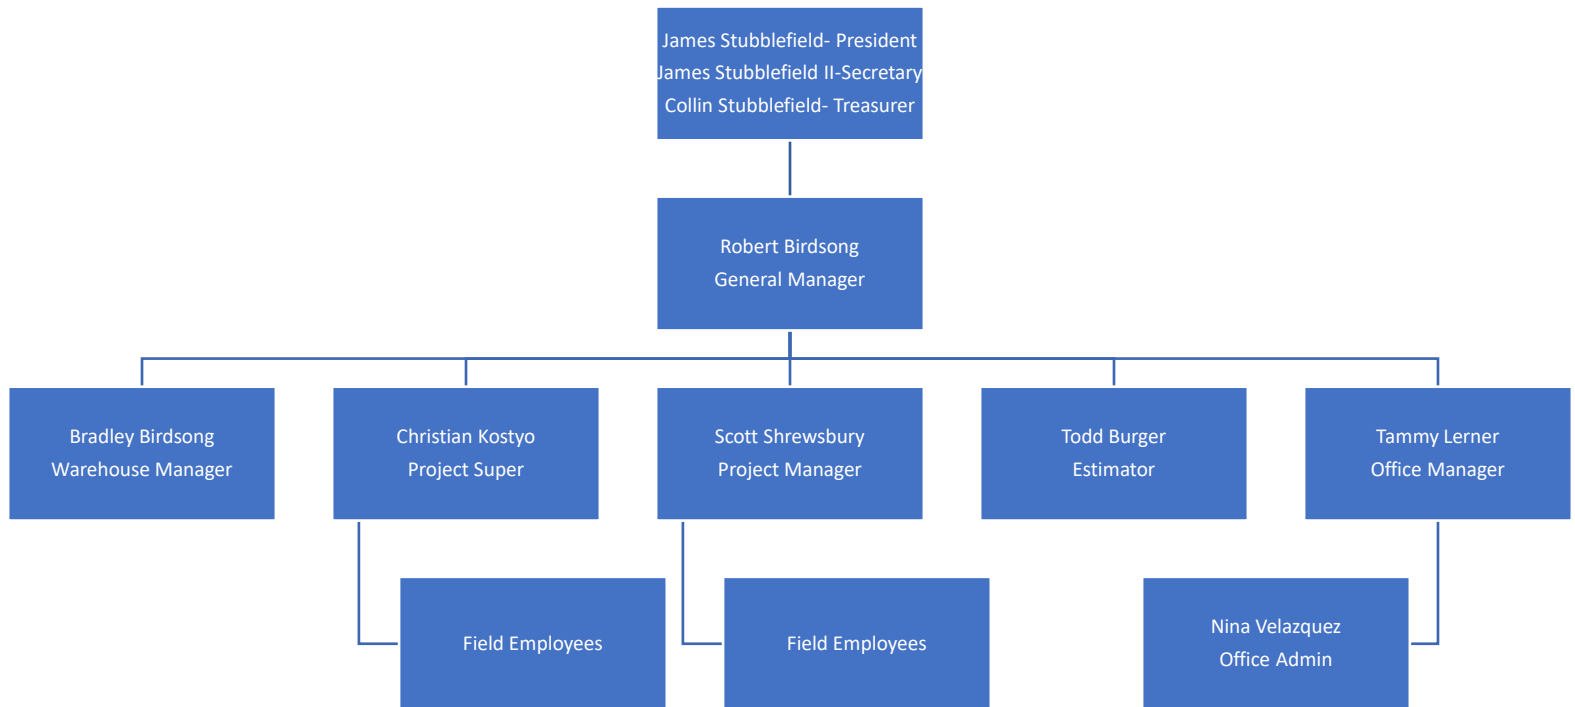 James Stubblefield- President
James Stubblefield II-Secretary
Collin Stubblefield- Treasurer
Robert Birdsong
General Manager
Bradley Birdsong
Warehouse Manager
Christian Kostyo
Project Super
Scott Shrewsbury
Project Manager
Todd Burger
Estimator
Tammy Lerner
Office Manager
Field Employees
Field Employees
Nina Velazquez
Office Admin